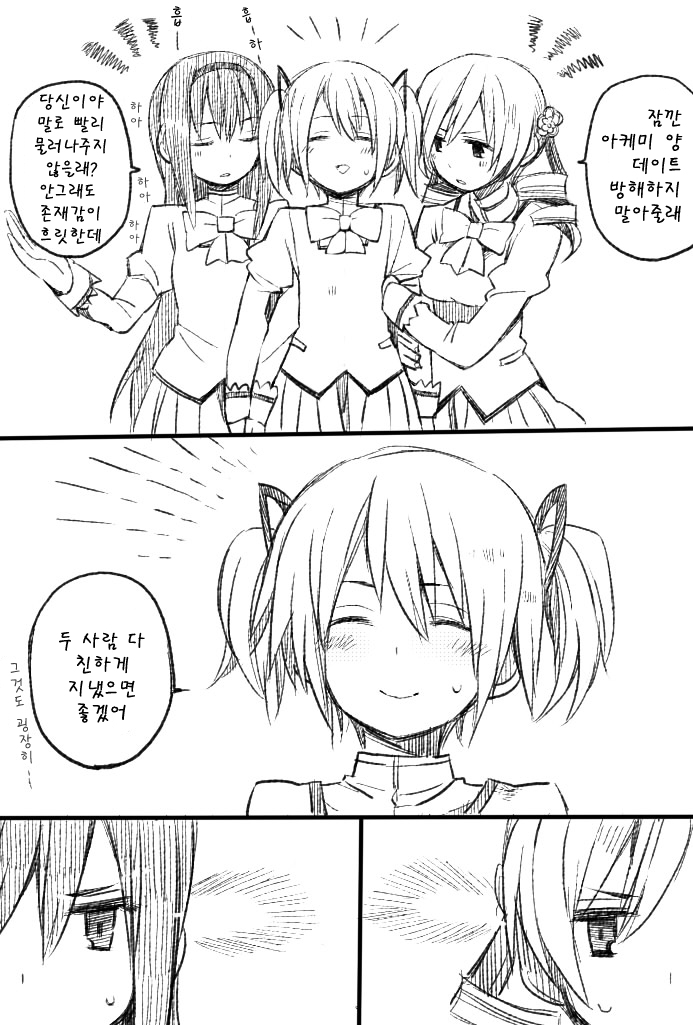 잠깐
아케미 양
데이트
방해하지
말아줄래
흡
—
하
—
하아
하아
하아
당신이야
말로 빨리
물러나주지
않을래?
안그래도
존재감이
흐릿한데
두 사람 다
친하게
지냈으면
좋겠어
그것도 굉장히...